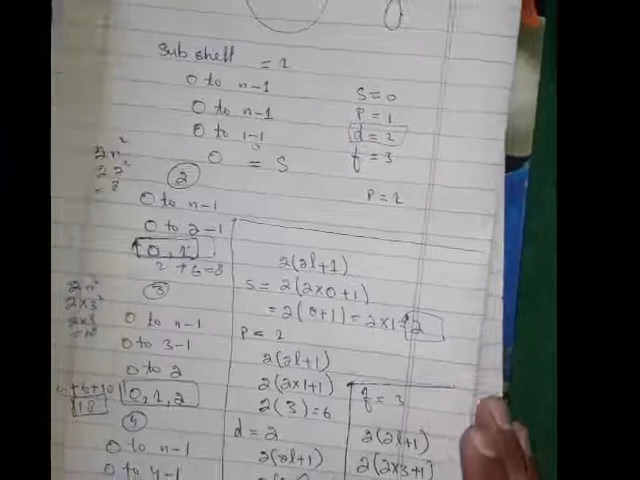 Sub shell = 1
0 to n-1
0 to n-1
0 to 1-1
0 = S
S = 0
P = 1
d = 2
f = 3
P = 1
2n²
= 8
②
0 to n-1
0 to 2-1
0, 1
2 + 6 = 8
2n²
2×3²
2×9
= 18
③
0 to n-1
0 to 3-1
0 to 2
0, 1, 2
+6+10
18
④
0 to n-1
0 to 4-1
2(2l+1)
S = 2(2×0+1)
= 2(0+1) = 2×1 = 2
P = 1
2(2l+1)
2(2×1+1)
2(3) = 6
d = 2
2(2l+1)
f = 3
2(2l+1)
2(2×3+1)